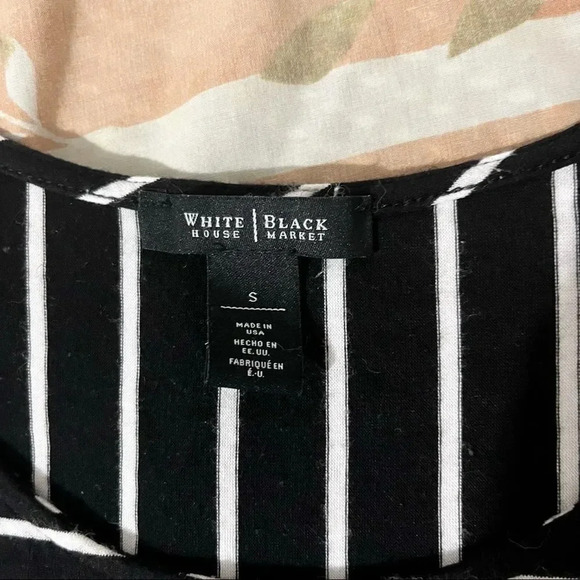 WHITE | BLACK
HOUSE | MARKET
S
MADE IN
USA
HECHO EN
EE. UU.
FABRIQUÉ EN
É.-U.